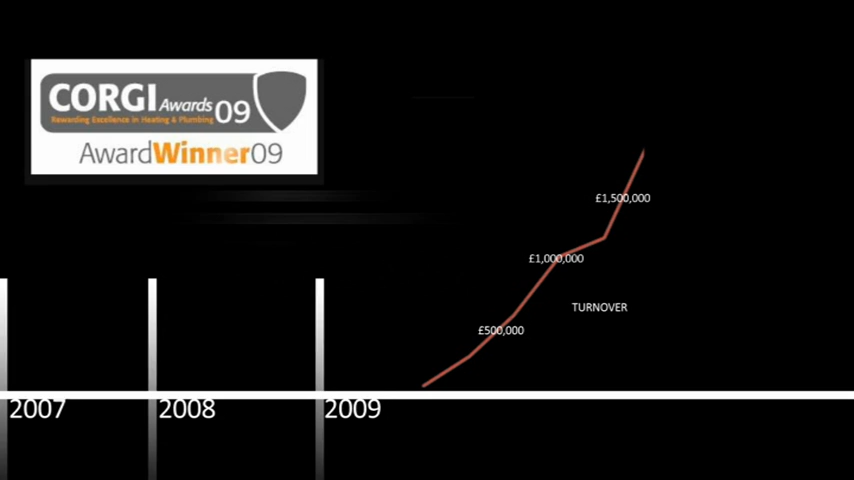 CORGI Awards 09
Rewarding Excellence in Heating & Plumbing
AwardWinner09
£1,500,000
£1,000,000
TURNOVER
£500,000
2007
2008
2009